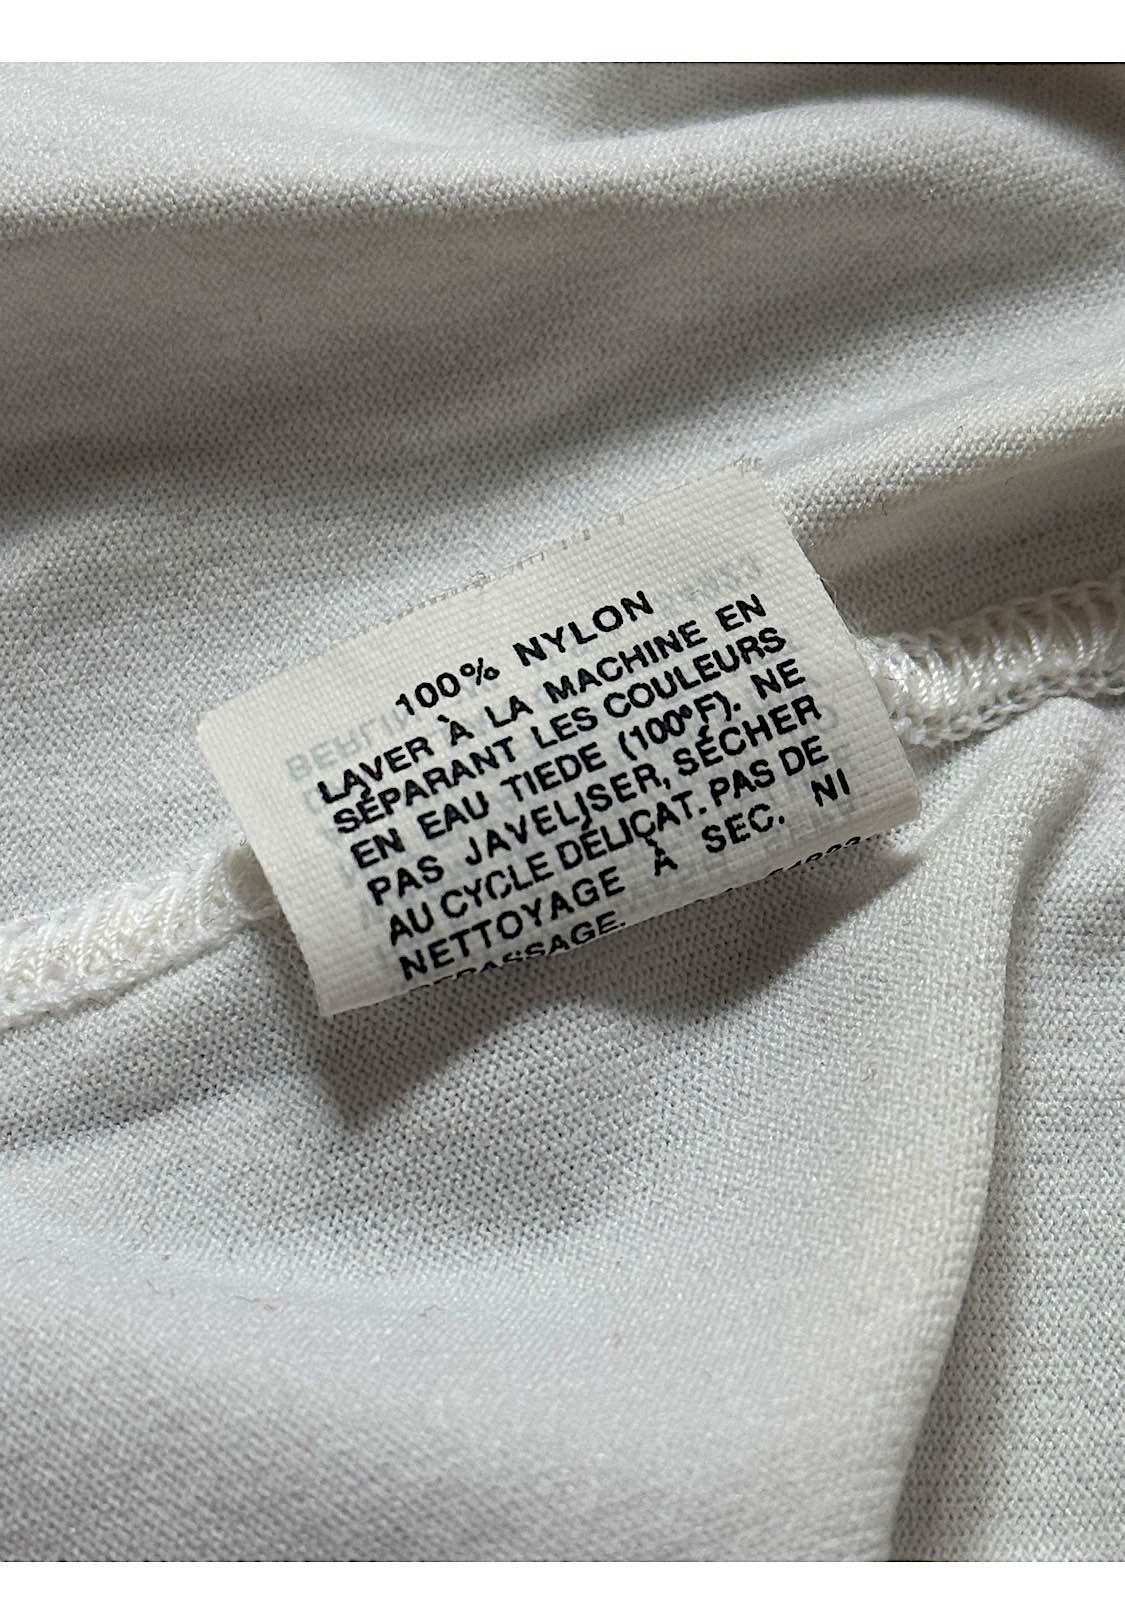 100% NYLON
LAVER À LA MACHINE EN
SÉPARANT LES COULEURS
EN EAU TIEDE (100°F). NE
PAS JAVELISER, SÉCHER
AU CYCLE DÉLICAT. PAS DE
NETTOYAGE À SEC. NI
REPASSAGE.